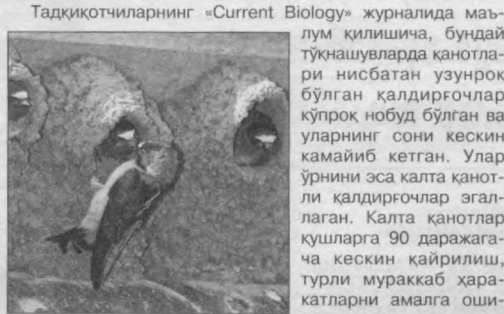 Тадқиқотчиларнинг «Current Biology» журналида маъ-
лум қилишича, бундай
тўқнашувларда қанотла-
ри нисбатан узунроқ
бўлган қалдирғочлар
кўпроқ нобуд бўлган ва
уларнинг сони кескин
камайиб кетган. Улар
ўрнини эса калта қанот-
ли қалдирғочлар эгал-
лаган. Калта қанотлар
қушларга 90 даражага-
ча кескин қайрилиш,
турли мураккаб ҳара-
катларни амалга оши-